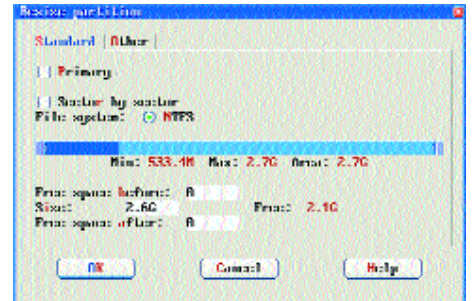 Resize partition
Standard Other
Primary
Sector by sector
File system: NTFS
Min: 533.4M Max: 2.7G Area: 2.7G
Free space before: 0
Size: 2.6G Free: 2.1G
Free space after: 0
OK Cancel Help